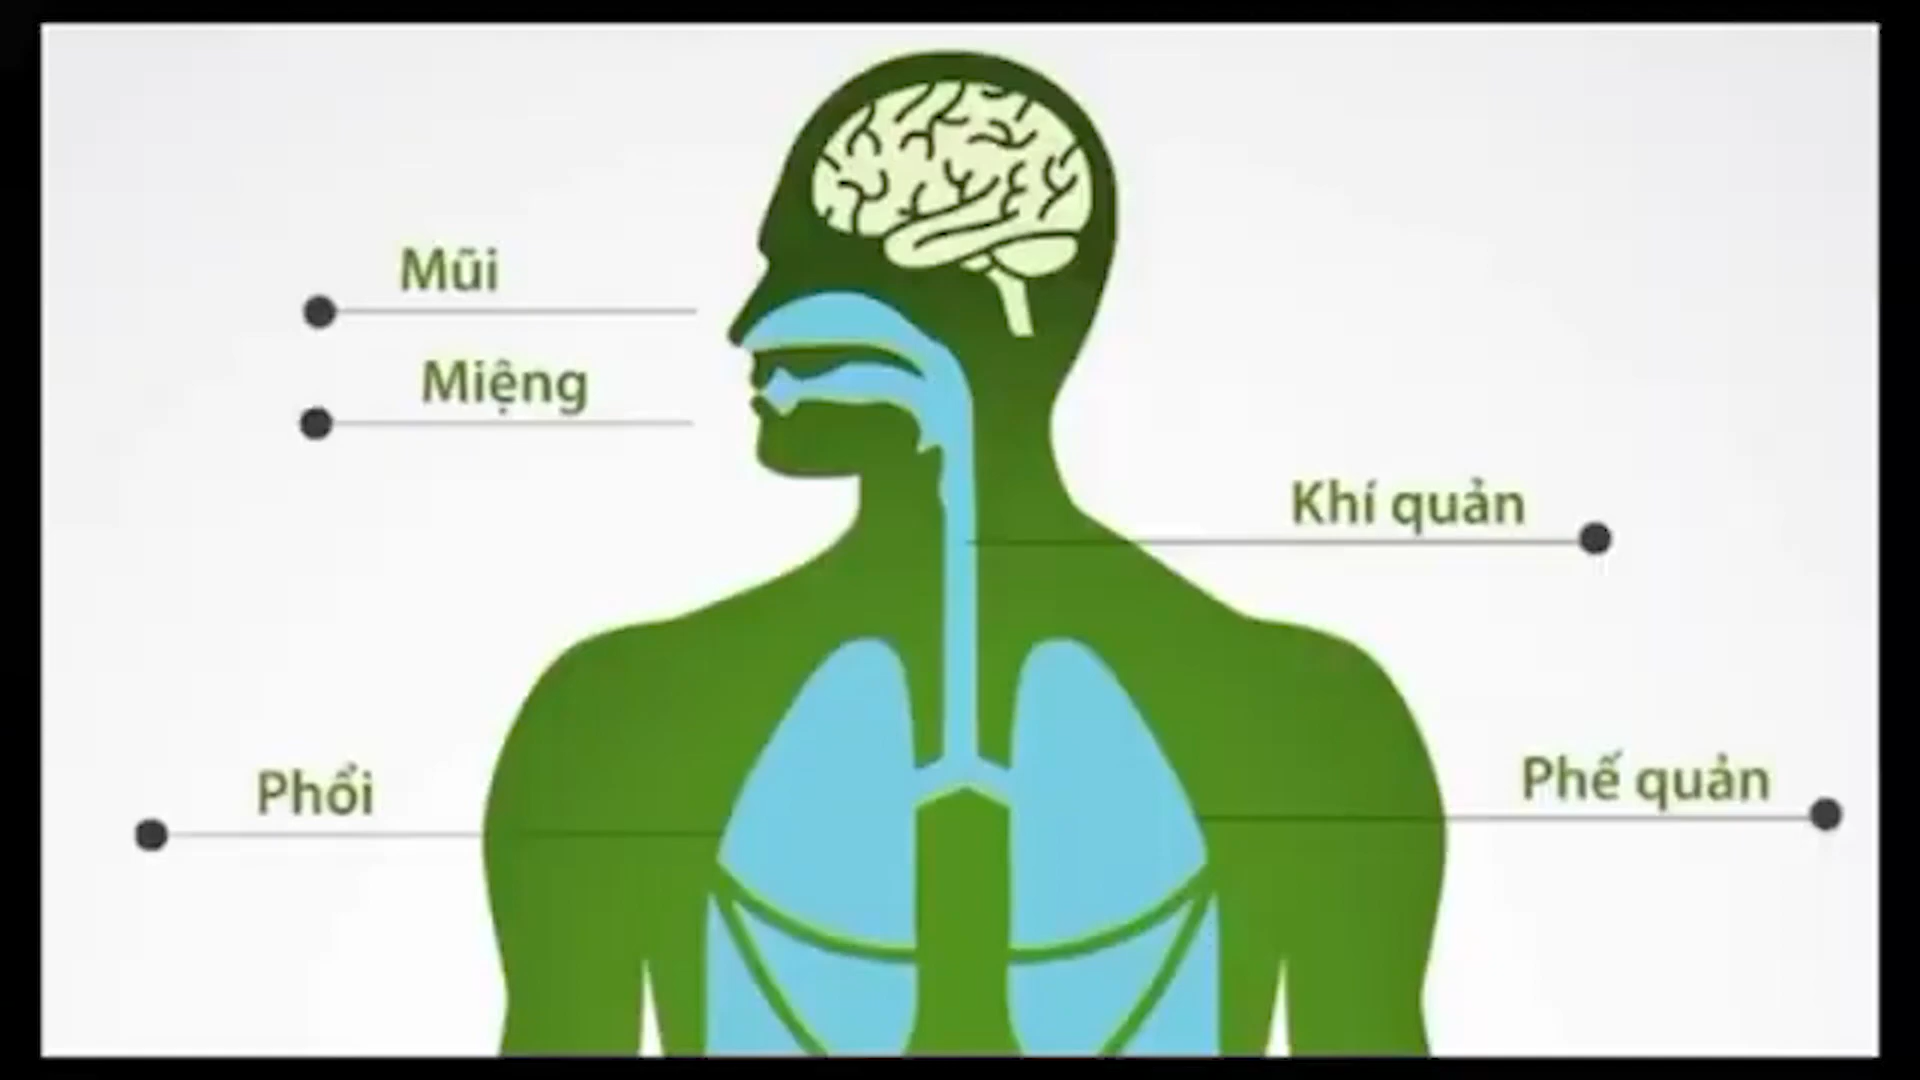 Mũi
Miệng
Khí quản
Phổi
Phế quản